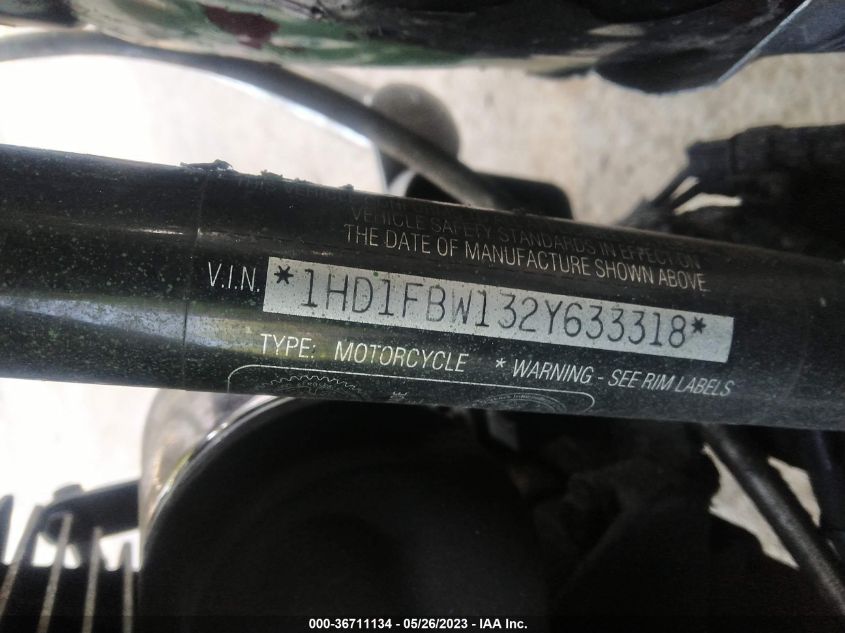 VEHICLE SAFETY STANDARDS IN EFFECT ON
THE DATE OF MANUFACTURE SHOWN ABOVE
V.I.N. *1HD1FBW132Y633318*
TYPE: MOTORCYCLE * WARNING - SEE RIM LABELS
000-36711134 - 05/26/2023 - IAA Inc.